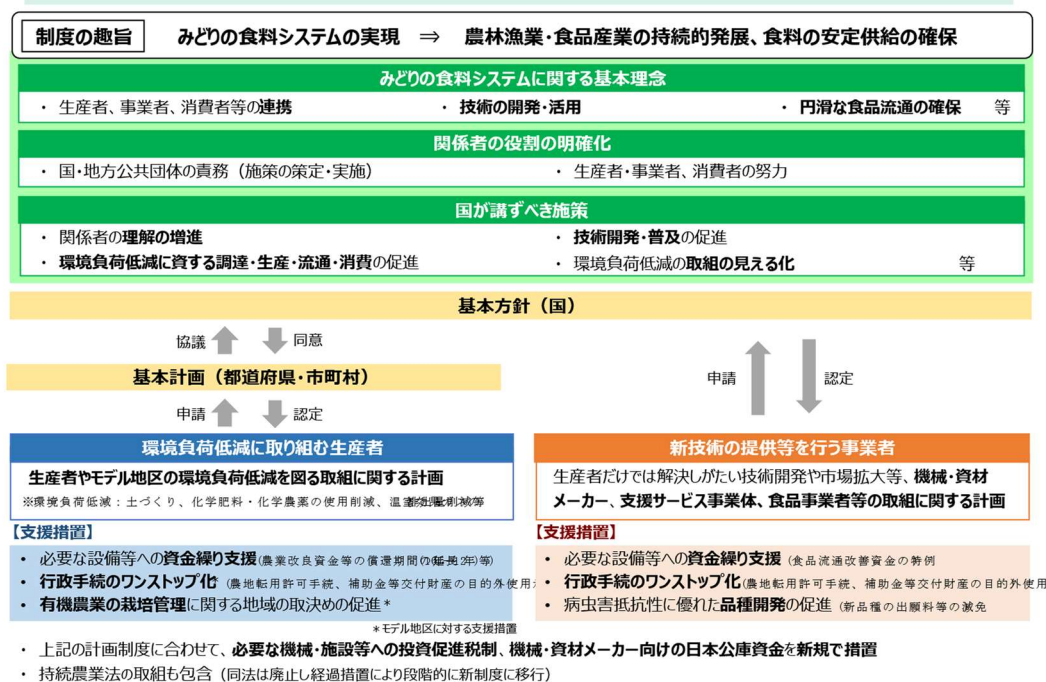 制度の趣旨 みどりの食料システムの実現 ⇒ 農林漁業・食品産業の持続的発展、食料の安定供給の確保
みどりの食料システムに関する基本理念
・ 生産者、事業者、消費者等の連携 ・ 技術の開発・活用 ・ 円滑な食品流通の確保 等
関係者の役割の明確化
・ 国・地方公共団体の責務（施策の策定・実施） ・ 生産者・事業者、消費者の努力
国が講ずべき施策
・ 関係者の理解の増進 ・ 技術開発・普及の促進
・ 環境負荷低減に資する調達・生産・流通・消費の促進 ・ 環境負荷低減の取組の見える化 等
基本方針（国）
協議 同意
基本計画（都道府県・市町村）
申請 認定
申請 認定
環境負荷低減に取り組む生産者
生産者やモデル地区の環境負荷低減を図る取組に関する計画
※環境負荷低減：土づくり、化学肥料・化学農薬の使用削減、
【支援措置】
・ 必要な設備等への資金繰り支援(農業改良資金等の償還期間の
・ 行政手続のワンストップ化*（農地転用許可手続、補助金等交付財産の目的外使用
・ 有機農業の栽培管理に関する地域の取決めの促進*
*モデル地区に対する支援措置
新技術の提供等を行う事業者
生産者だけでは解決しがたい技術開発や市場拡大等、機械・資材
メーカー、支援サービス事業体、食品事業者等の取組に関する計画
【支援措置】
・ 必要な設備等への資金繰り支援（食品流通改善資金の特例
・ 行政手続のワンストップ化(農地転用許可手続、補助金等交付財産の目的外使用
・ 病虫害抵抗性に優れた品種開発の促進（新品種の出願料等の減免
・ 上記の計画制度に合わせて、必要な機械・施設等への投資促進税制、機械・資材メーカー向けの日本公庫資金を新規で措置
・ 持続農業法の取組も包含（同法は廃止し経過措置により段階的に新制度に移行）